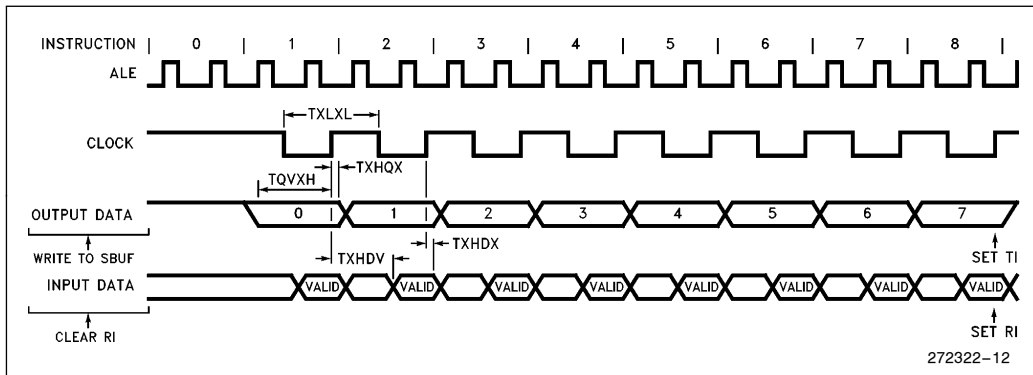 INSTRUCTION | 0 | 1 | 2 | 3 | 4 | 5 | 6 | 7 | 8 |
ALE
TXLXL
CLOCK
TQVXH
TXHQX
OUTPUT DATA 0 1 2 3 4 5 6 7
WRITE TO SBUF
TXHDV
TXHDX
SET TI
INPUT DATA VALID VALID VALID VALID VALID VALID VALID VALID
CLEAR RI
SET RI
272322–12